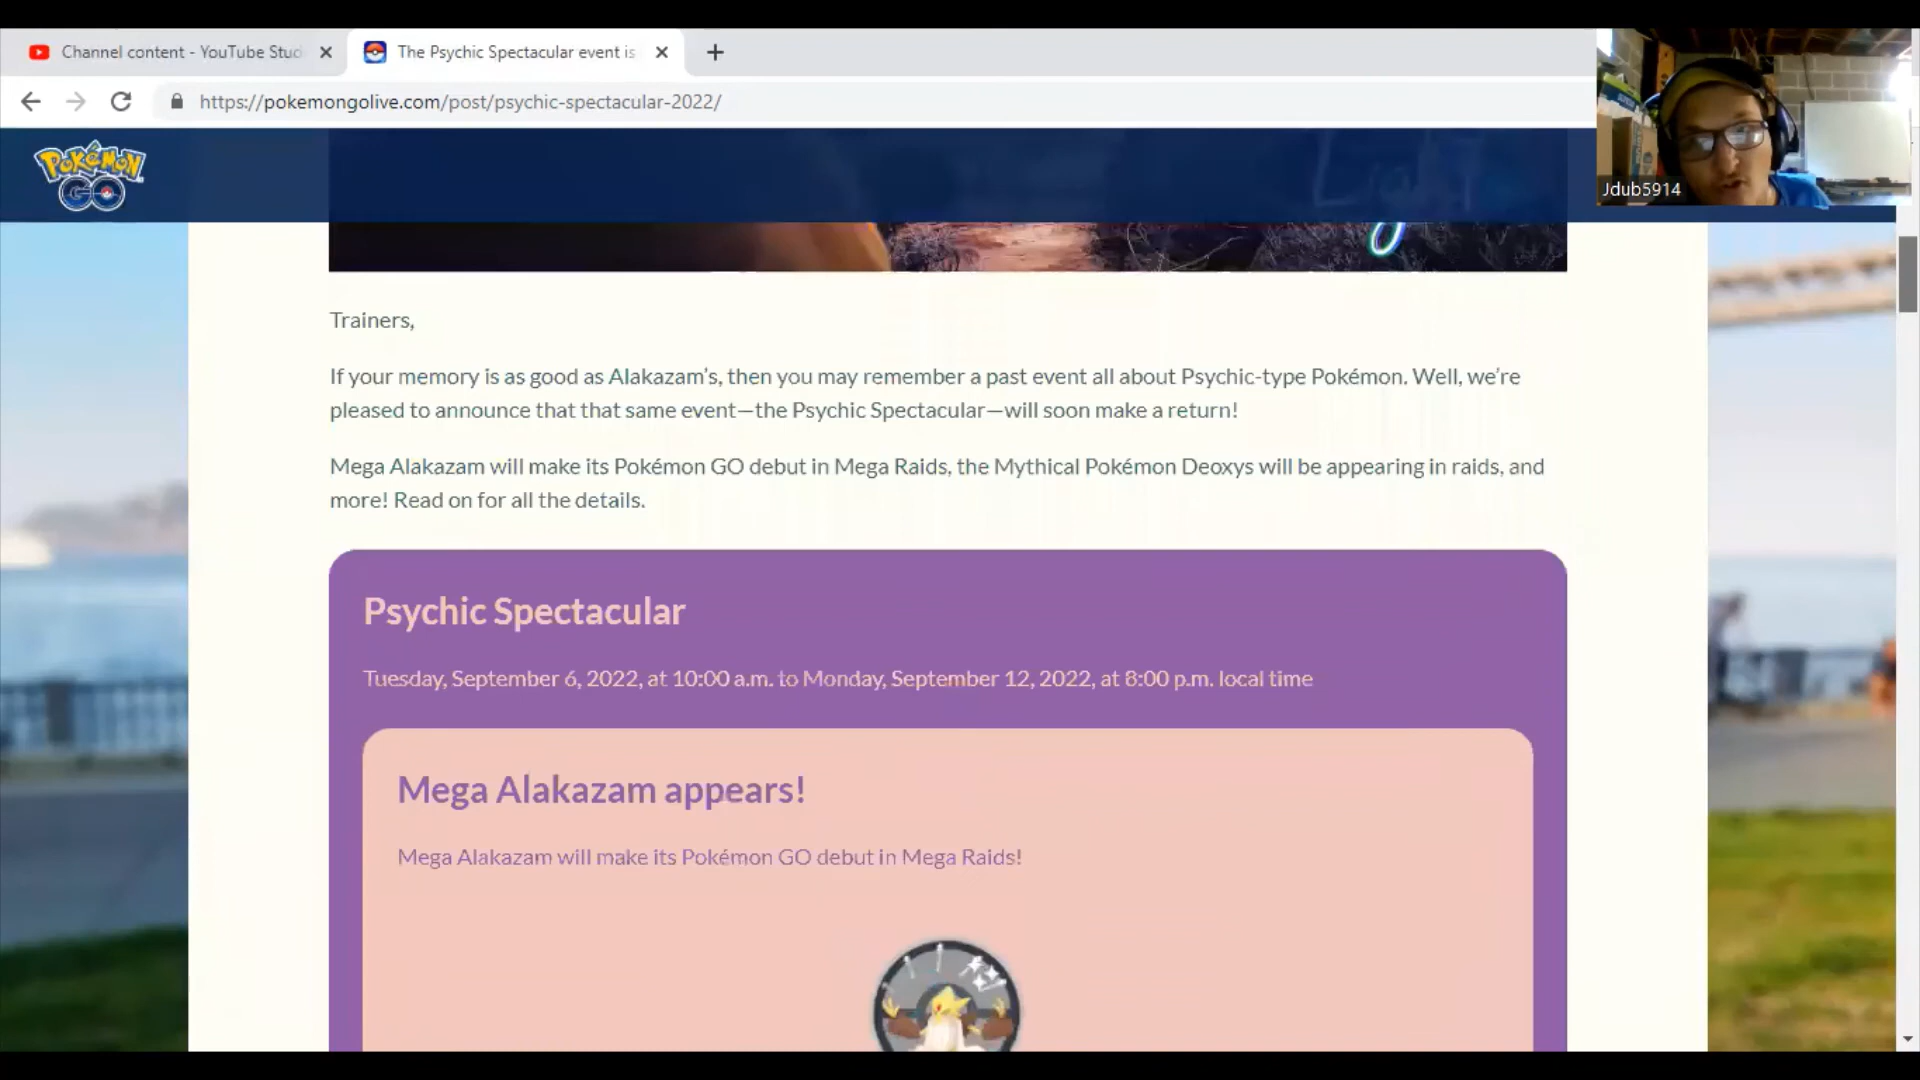 Channel content - YouTube Stud
The Psychic Spectacular event is
https://pokemongolive.com/post/psychic-spectacular-2022/
POKÉMON
GO
Jdub5914
Trainers,
If your memory is as good as Alakazam's, then you may remember a past event all about Psychic-type Pokémon. Well, we're
pleased to announce that that same event—the Psychic Spectacular—will soon make a return!
Mega Alakazam will make its Pokémon GO debut in Mega Raids, the Mythical Pokémon Deoxys will be appearing in raids, and
more! Read on for all the details.
Psychic Spectacular
Tuesday, September 6, 2022, at 10:00 a.m. to Monday, September 12, 2022, at 8:00 p.m. local time
Mega Alakazam appears!
Mega Alakazam will make its Pokémon GO debut in Mega Raids!